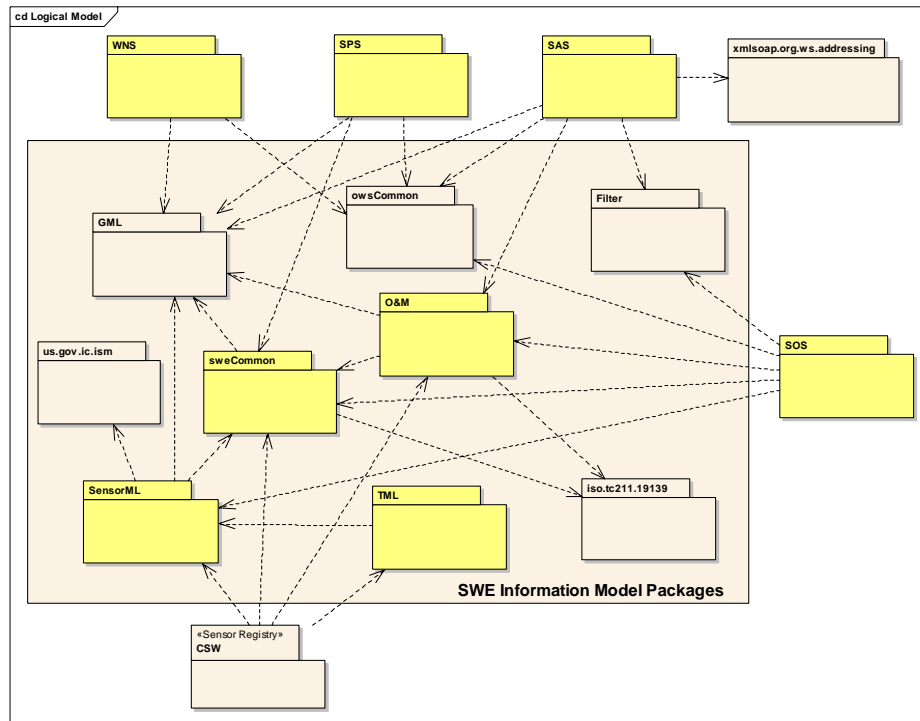 cd Logical Model
WNS
SPS
SAS
xmlsoap.org.ws.addressing
owsCommon
Filter
GML
O&M
us.gov.ic.ism
sweCommon
SOS
SensorML
TML
iso.tc211.19139
SWE Information Model Packages
«Sensor Registry»
CSW